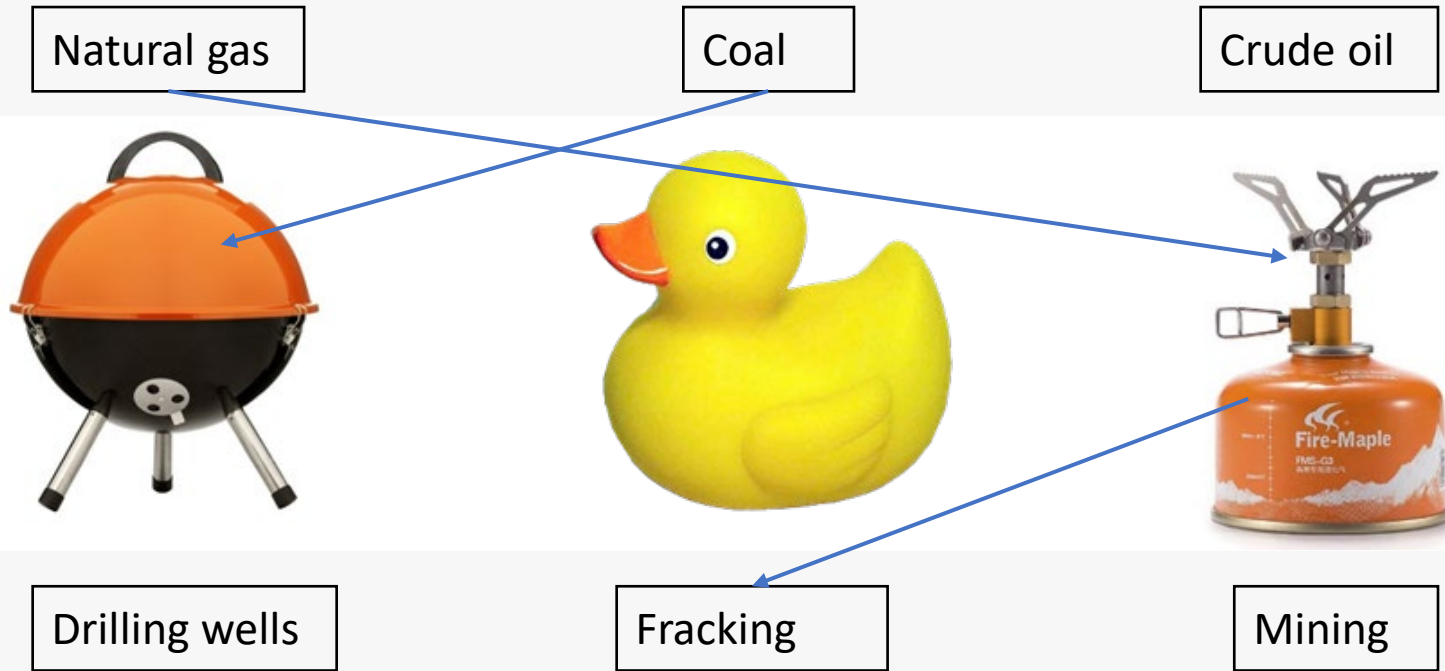 Natural gas
Coal
Crude oil
Fire-Maple
FMS-G3
Drilling wells
Fracking
Mining